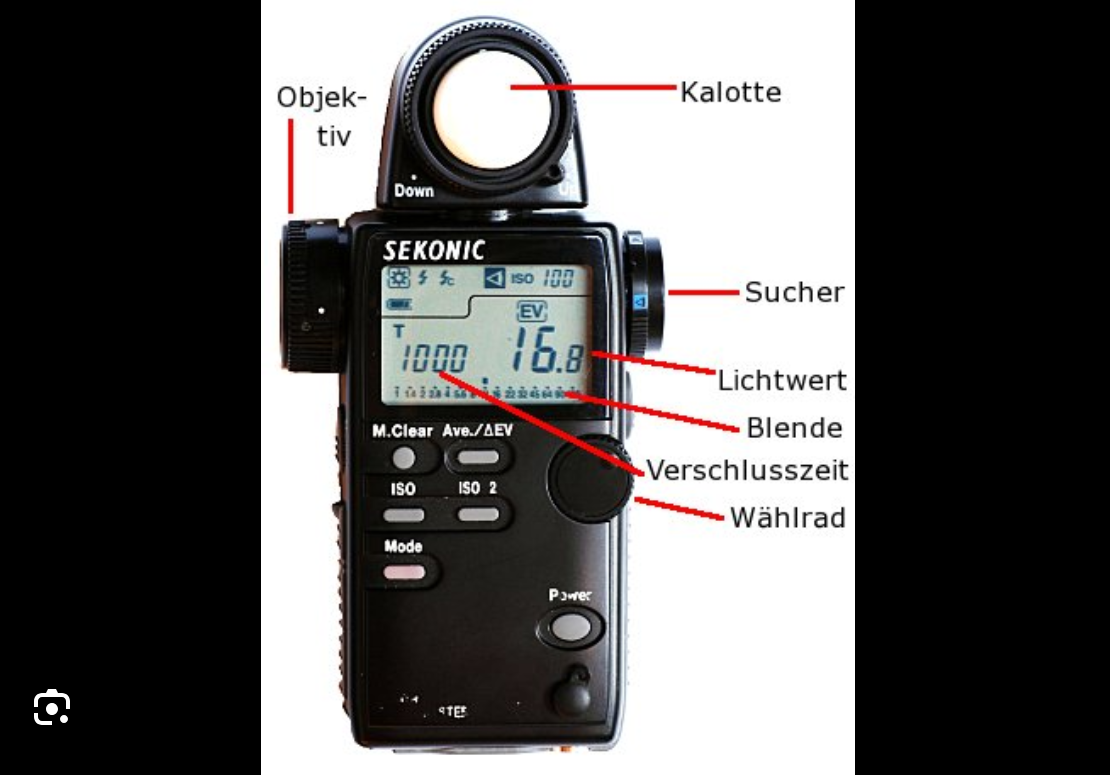 Objek-
tiv
Kalotte
Down
Up
SEKONIC
ISO 100
EV
T
1000
16.8
Sucher
Lichtwert
Blende
Verschlusszeit
Wählrad
M.Clear Ave./ΔEV
ISO ISO 2
Mode
Power